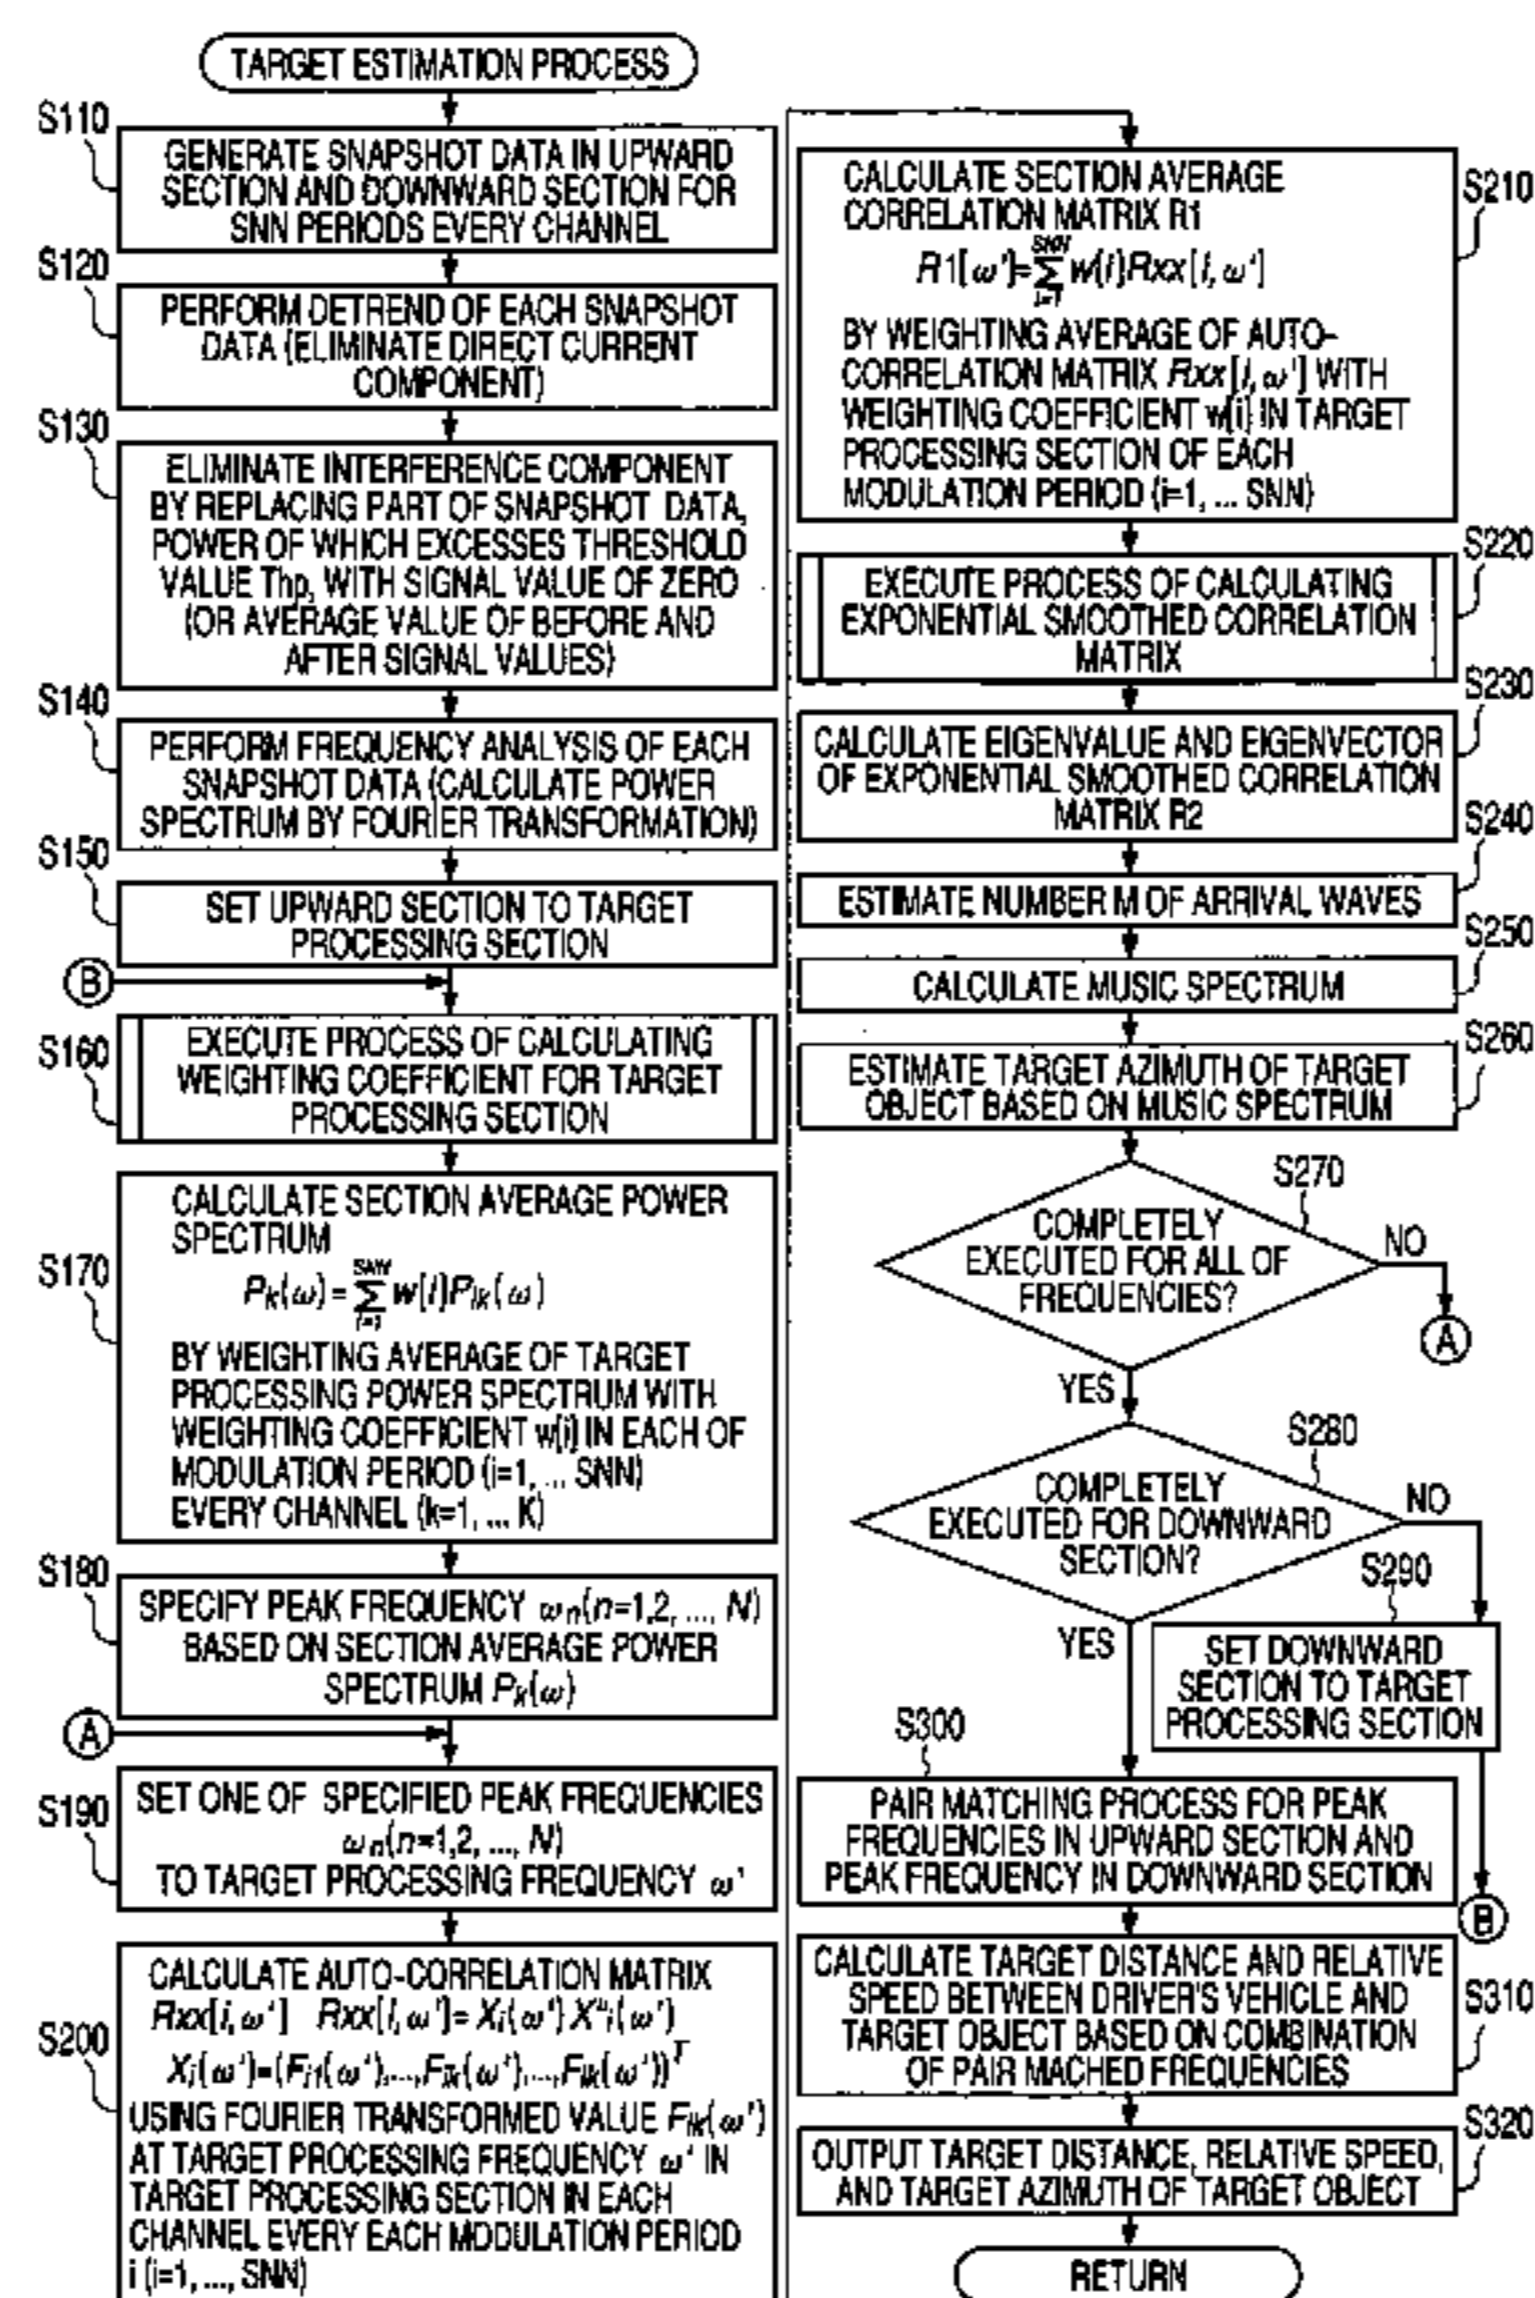 TARGET ESTIMATION PROCESS
S110
GENERATE SNAPSHOT DATA IN UPWARD
SECTION AND DOWNWARD SECTION FOR
SNN PERIODS EVERY CHANNEL
S120
PERFORM DETREND OF EACH SNAPSHOT
DATA (ELIMINATE DIRECT CURRENT
COMPONENT)
S130
ELIMINATE INTERFERENCE COMPONENT
BY REPLACING PART OF SNAPSHOT DATA,
POWER OF WHICH EXCESSES THRESHOLD
VALUE Thp, WITH SIGNAL VALUE OF ZERO
(OR AVERAGE VALUE OF BEFORE AND
AFTER SIGNAL VALUES)
S140
PERFORM FREQUENCY ANALYSIS OF EACH
SNAPSHOT DATA (CALCULATE POWER
SPECTRUM BY FOURIER TRANSFORMATION)
S150
SET UPWARD SECTION TO TARGET
PROCESSING SECTION
B
S160
EXECUTE PROCESS OF CALCULATING
WEIGHTING COEFFICIENT FOR TARGET
PROCESSING SECTION
S170
CALCULATE SECTION AVERAGE POWER
SPECTRUM
Pk(ω)=∑ i=1 SNN w[i]Pik(ω)
BY WEIGHTING AVERAGE OF TARGET
PROCESSING POWER SPECTRUM WITH
WEIGHTING COEFFICIENT w[i] IN EACH OF
MODULATION PERIOD (i=1, ... SNN)
EVERY CHANNEL (k=1, ... K)
S180
SPECIFY PEAK FREQUENCY ωn(n=1,2, ..., N)
BASED ON SECTION AVERAGE POWER
SPECTRUM Pk(ω)
A
S190
SET ONE OF SPECIFIED PEAK FREQUENCIES
ωn(n=1,2, ..., N)
TO TARGET PROCESSING FREQUENCY ω'
S200
CALCULATE AUTO-CORRELATION MATRIX
Rxx[i, ω'] Rxx[i, ω']= Xi(ω') X^H i(ω')
Xi(ω')=(Fi1(ω'),...,Fik(ω'),...,FiK(ω'))^T
USING FOURIER TRANSFORMED VALUE Fik(ω')
AT TARGET PROCESSING FREQUENCY ω' IN
TARGET PROCESSING SECTION IN EACH
CHANNEL EVERY EACH MODULATION PERIOD
i (i=1, ..., SNN)
S210
CALCULATE SECTION AVERAGE
CORRELATION MATRIX R1
R1[ω']=∑ i=1 SNN w[i]Rxx[i, ω']
BY WEIGHTING AVERAGE OF AUTO-
CORRELATION MATRIX Rxx[i, ω'] WITH
WEIGHTING COEFFICIENT w[i] IN TARGET
PROCESSING SECTION OF EACH
MODULATION PERIOD (i=1, ... SNN)
S220
EXECUTE PROCESS OF CALCULATING
EXPONENTIAL SMOOTHED CORRELATION
MATRIX
S230
CALCULATE EIGENVALUE AND EIGENVECTOR
OF EXPONENTIAL SMOOTHED CORRELATION
MATRIX R2
S240
ESTIMATE NUMBER M OF ARRIVAL WAVES
S250
CALCULATE MUSIC SPECTRUM
S260
ESTIMATE TARGET AZIMUTH OF TARGET
OBJECT BASED ON MUSIC SPECTRUM
S270
COMPLETELY
EXECUTED FOR ALL OF
FREQUENCIES?
NO
A
YES
S280
COMPLETELY
EXECUTED FOR DOWNWARD
SECTION?
NO
YES
S290
SET DOWNWARD
SECTION TO TARGET
PROCESSING SECTION
B
S300
PAIR MATCHING PROCESS FOR PEAK
FREQUENCIES IN UPWARD SECTION AND
PEAK FREQUENCY IN DOWNWARD SECTION
S310
CALCULATE TARGET DISTANCE AND RELATIVE
SPEED BETWEEN DRIVER'S VEHICLE AND
TARGET OBJECT BASED ON COMBINATION
OF PAIR MACHED FREQUENCIES
S320
OUTPUT TARGET DISTANCE, RELATIVE SPEED,
AND TARGET AZIMUTH OF TARGET OBJECT
RETURN